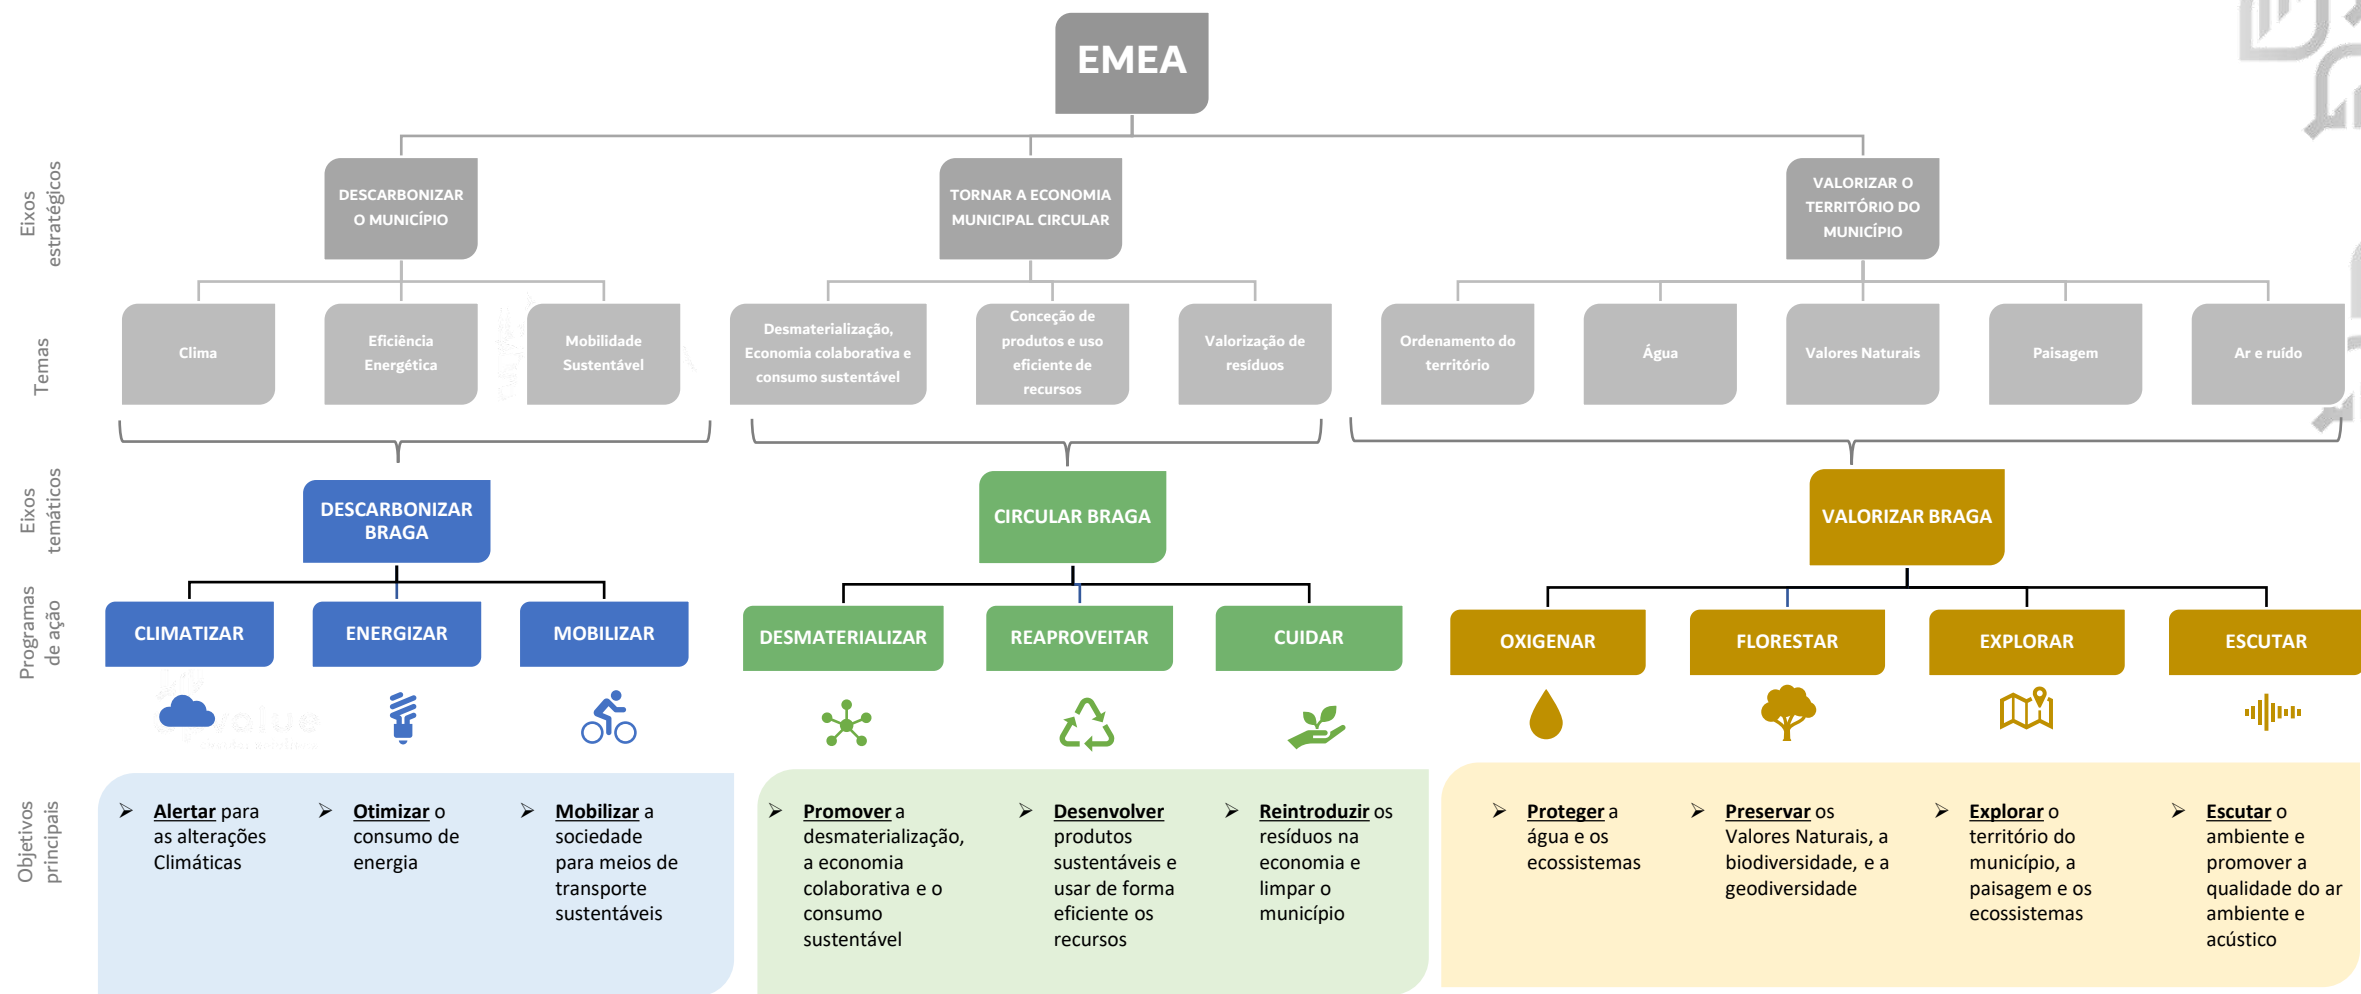 EMEA
Eixos
estratégicos
DESCARBONIZAR
O MUNICÍPIO
TORNAR A ECONOMIA
MUNICIPAL CIRCULAR
VALORIZAR O
TERRITÓRIO DO
MUNICÍPIO
Temas
Clima
Eficiência
Energética
Mobilidade
Sustentável
Desmaterialização,
Economia colaborativa e
consumo sustentável
Conceção de
produtos e uso
eficiente de
recursos
Valorização de
resíduos
Ordenamento do
território
Água
Valores Naturais
Paisagem
Ar e ruído
Eixos
temáticos
DESCARBONIZAR
BRAGA
CIRCULAR BRAGA
VALORIZAR BRAGA
Programas
de ação
CLIMATIZAR
ENERGIZAR
MOBILIZAR
DESMATERIALIZAR
REAPROVEITAR
CUIDAR
OXIGENAR
FLORESTAR
EXPLORAR
ESCUTAR
Objetivos
principais
Alertar para
as alterações
Climáticas
Otimizar o
consumo de
energia
Mobilizar a
sociedade
para meios de
transporte
sustentáveis
Promover a
desmaterialização,
a economia
colaborativa e o
consumo
sustentável
Desenvolver
produtos
sustentáveis e
usar de forma
eficiente os
recursos
Reintroduzir os
resíduos na
economia e
limpar o
município
Proteger a
água e os
ecossistemas
Preservar os
Valores Naturais, a
biodiversidade, e a
geodiversidade
Explorar o
território do
município, a
paisagem e os
ecossistemas
Escutar o
ambiente e
promover a
qualidade do ar
ambiente e
acústico